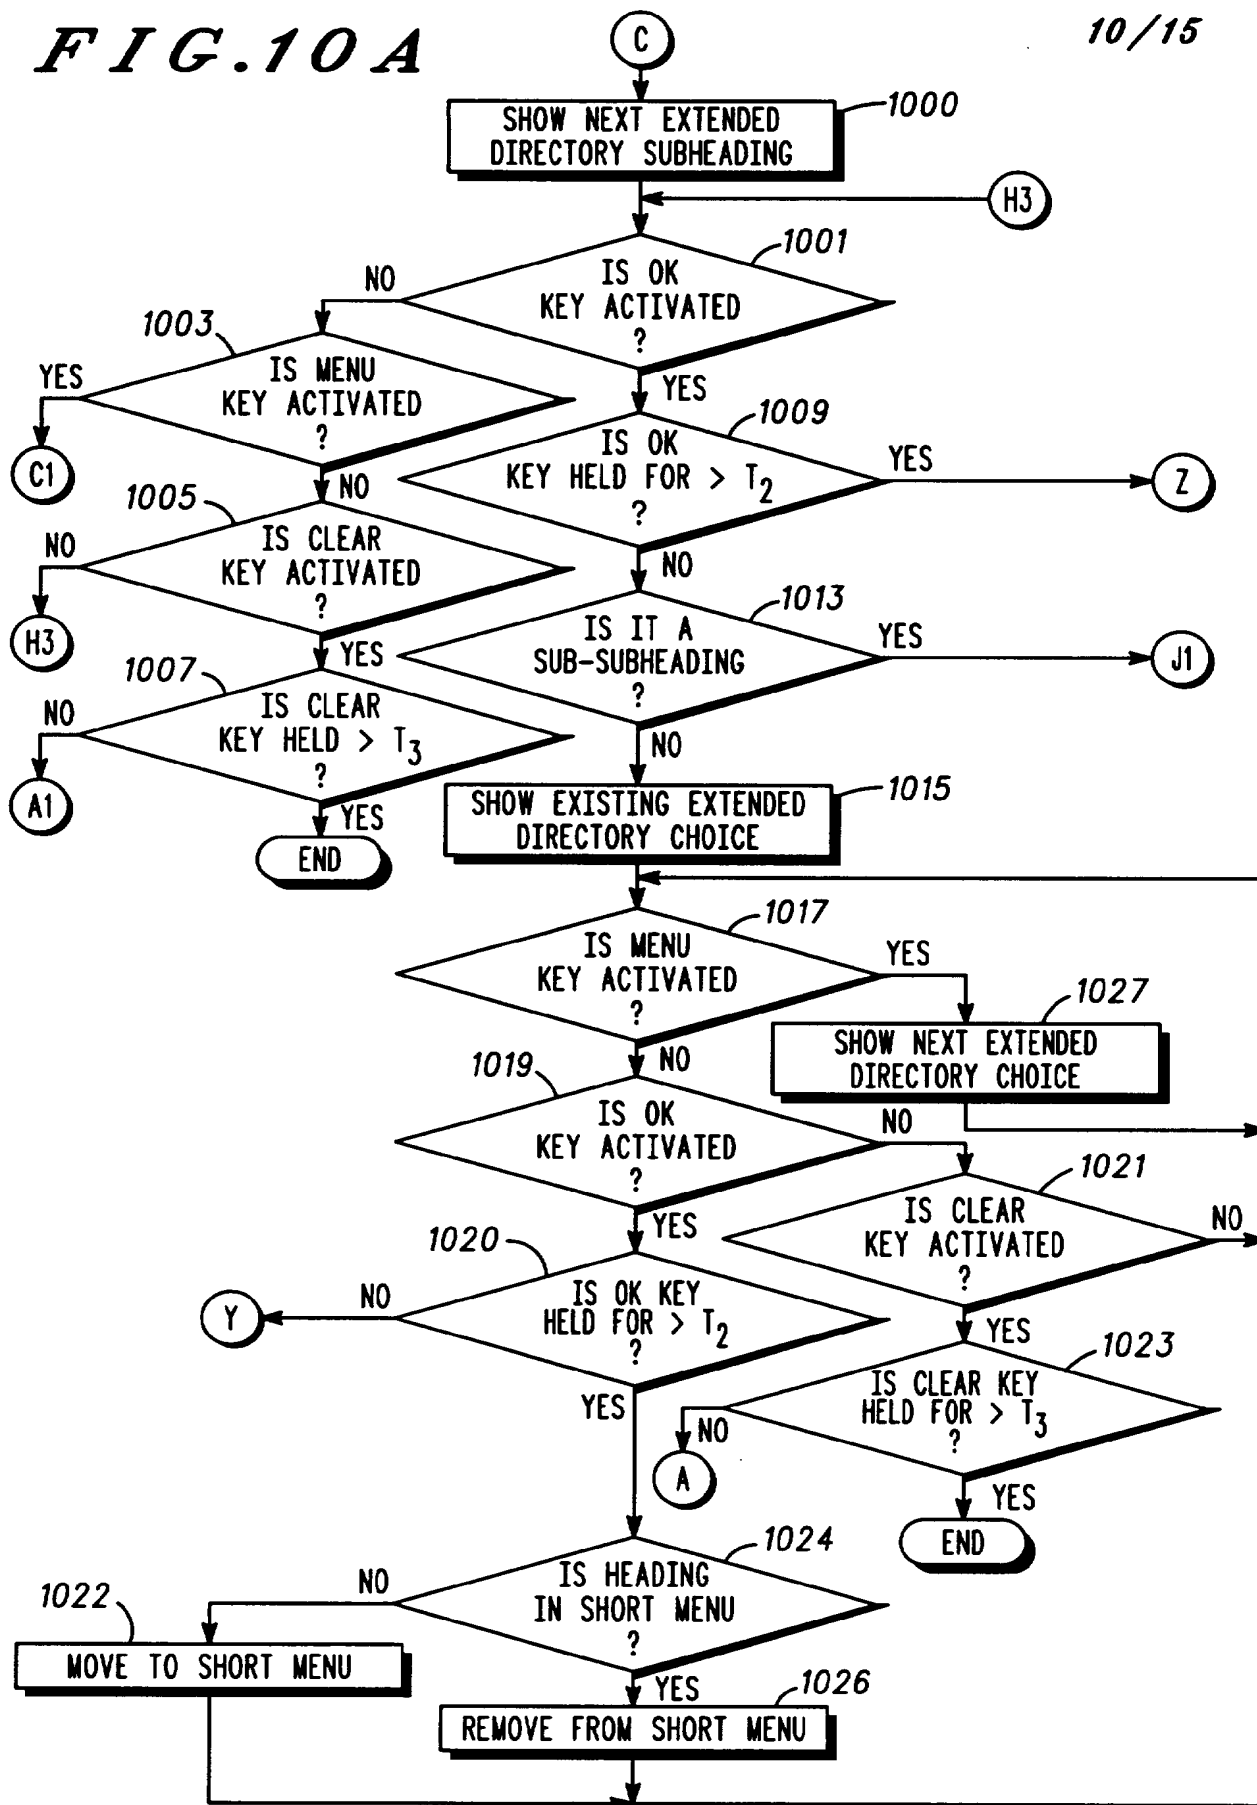 FIG.10A
10/15
C
SHOW NEXT EXTENDED
DIRECTORY SUBHEADING
1000
H3
IS OK
KEY ACTIVATED
?
1001
NO
YES
IS MENU
KEY ACTIVATED
?
1003
YES
C1
NO
IS OK
KEY HELD FOR > T2
?
1009
YES
Z
NO
IS CLEAR
KEY ACTIVATED
?
1005
NO
H3
YES
IS IT A
SUB-SUBHEADING
?
1013
YES
J1
NO
IS CLEAR
KEY HELD > T3
?
1007
NO
A1
YES
END
SHOW EXISTING EXTENDED
DIRECTORY CHOICE
1015
IS MENU
KEY ACTIVATED
?
1017
YES
SHOW NEXT EXTENDED
DIRECTORY CHOICE
1027
NO
IS OK
KEY ACTIVATED
?
1019
NO
YES
IS CLEAR
KEY ACTIVATED
?
1021
NO
YES
IS OK KEY
HELD FOR > T2
?
1020
NO
Y
YES
IS CLEAR KEY
HELD FOR > T3
?
1023
NO
A
YES
END
IS HEADING
IN SHORT MENU
?
1024
NO
MOVE TO SHORT MENU
1022
YES
REMOVE FROM SHORT MENU
1026